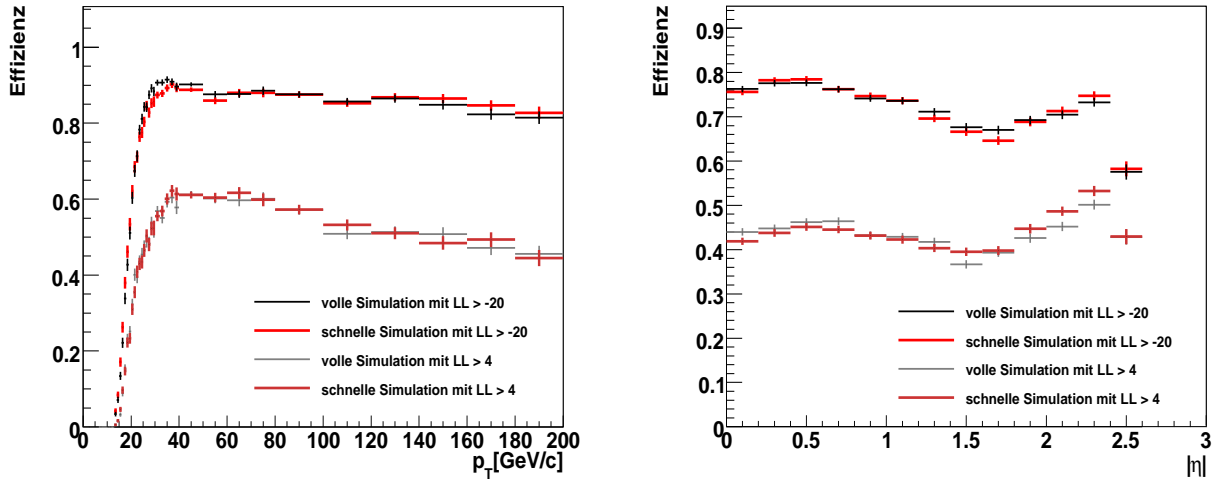 Effizienz
1
0.8
0.6
0.4
0.2
0
volle Simulation mit LL > -20
schnelle Simulation mit LL > -20
volle Simulation mit LL > 4
schnelle Simulation mit LL > 4
0 20 40 60 80 100 120 140 160 180 200
p_T[GeV/c]
Effizienz
0.9
0.8
0.7
0.6
0.5
0.4
0.3
0.2
0.1
0
volle Simulation mit LL > -20
schnelle Simulation mit LL > -20
volle Simulation mit LL > 4
schnelle Simulation mit LL > 4
0 0.5 1 1.5 2 2.5 3
|η|